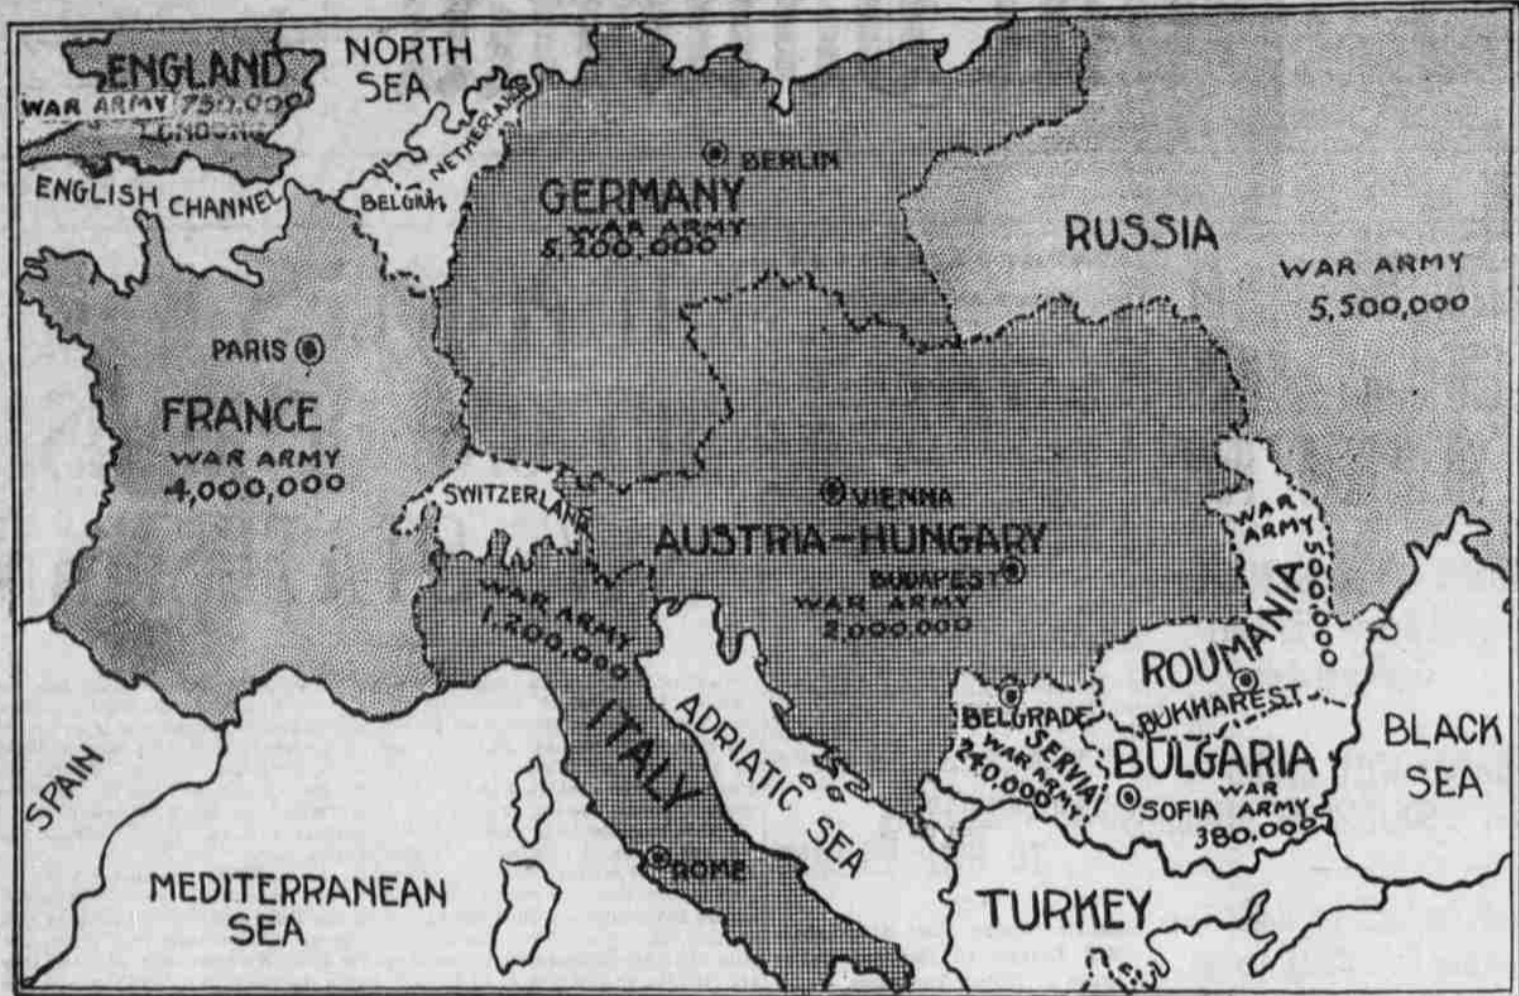 ENGLAND
WAR ARMY 750,000
LONDON
NORTH
SEA
NETHERLANDS
BELGIUM
ENGLISH CHANNEL
BERLIN
GERMANY
WAR ARMY
5,200,000
RUSSIA
WAR ARMY
5,500,000
PARIS
FRANCE
WAR ARMY
4,000,000
SWITZERLAND
VIENNA
AUSTRIA-HUNGARY
BUDAPEST
WAR ARMY
2,000,000
WAR
ARMY
500,000
ROUMANIA
BUKHAREST
WAR ARMY
1,200,000
ITALY
ROME
ADRIATIC SEA
BELGRADE
SERVIA
WAR ARMY
240,000
BULGARIA
WAR
SOFIA ARMY
380,000
BLACK
SEA
SPAIN
MEDITERRANEAN
SEA
TURKEY